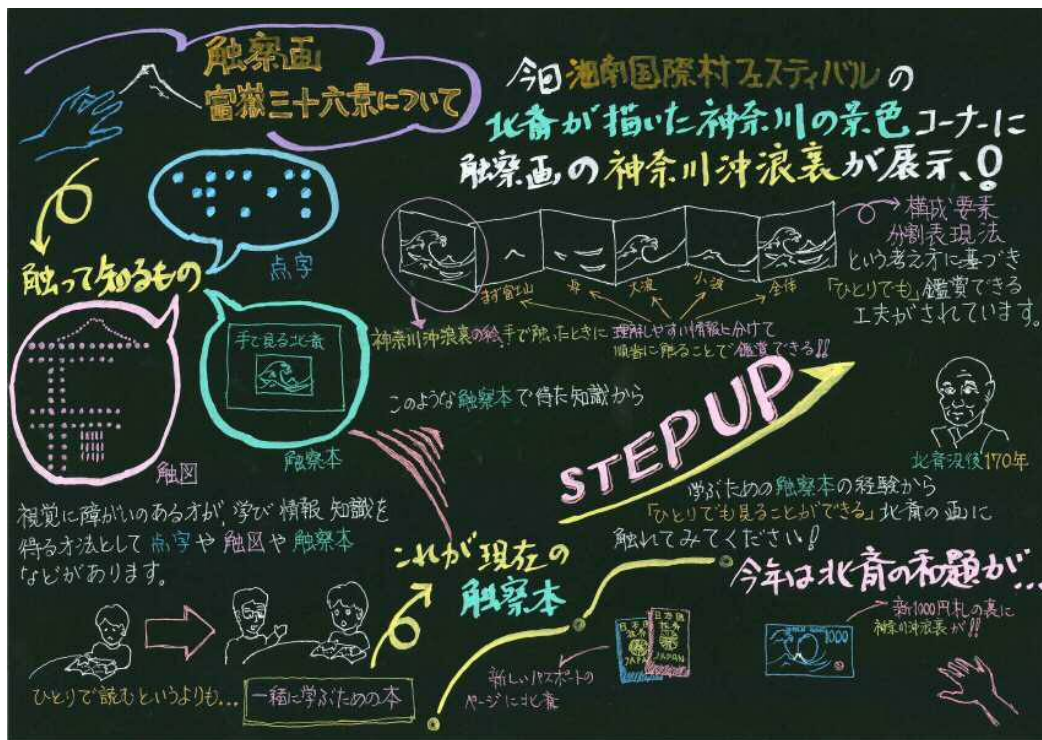 触察画
富嶽三十六景について
今回湘南国際村フェスティバルの
北斎が描いた神奈川の景色コーナーに
触察画の神奈川沖浪裏が展示、!
点字
触って知るもの
触図
手で見る北斎
触察本
まず富士山
舟
大波
小波
全体
構成要素
分割表現法
という考え方に基づき
「ひとりでも」鑑賞できる
工夫がされています。
神奈川沖浪裏の絵、手で触れたときに
理解しやすい情報に分けて
順番に触ることで鑑賞できる!!
このような触察本で得た知識から
STEP UP
北斎没後170年
学ぶための触察本の経験から
「ひとりでも見ることができる」北斎の画に
触れてみてください!
視覚に障がいのある方が、学び 情報 知識を
得る方法として 点字や触図や触察本
などがあります。
ひとりで読むというよりも...
一緒に学ぶための本
これが現在の
触察本
今年は北斎の和題が...
日本国
旅券
JAPAN
日本国
旅券
JAPAN
新しいパスポートの
ページに北斎
1000
新1000円札の裏に
神奈川沖浪裏が!!